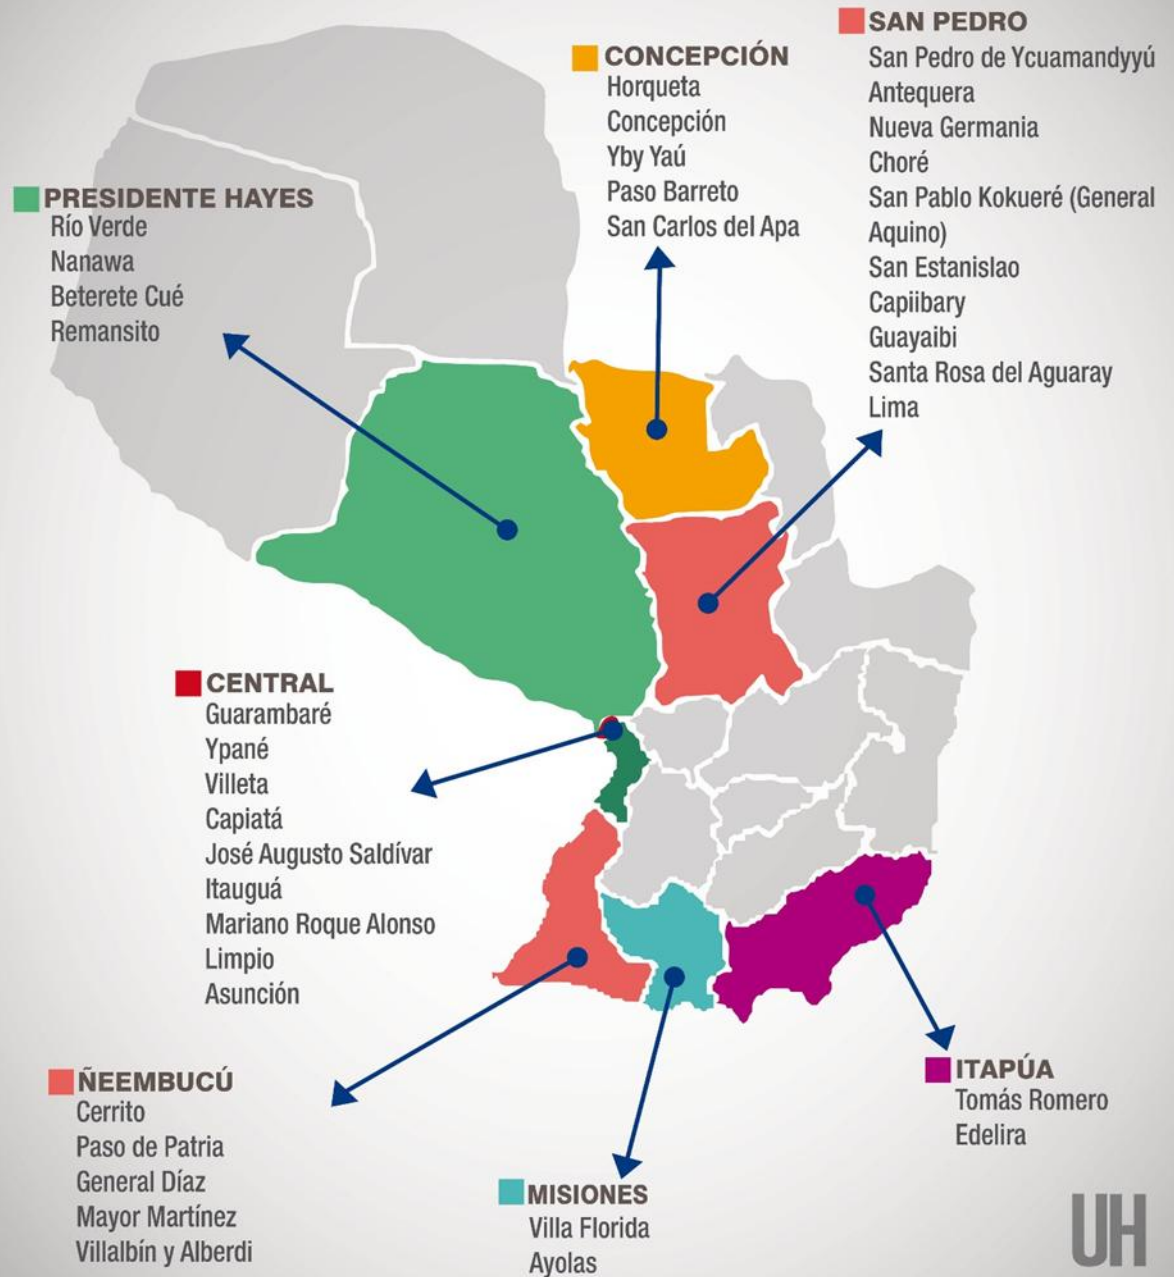 SAN PEDRO
San Pedro de Ycuamandyyú
Antequera
Nueva Germania
Choré
San Pablo Kokueré (General
Aquino)
San Estanislao
Capiibary
Guayaibi
Santa Rosa del Aguaray
Lima
CONCEPCIÓN
Horqueta
Concepción
Yby Yaú
Paso Barreto
San Carlos del Apa
PRESIDENTE HAYES
Río Verde
Nanawa
Beterete Cué
Remansito
CENTRAL
Guarambaré
Ypané
Villeta
Capiatá
José Augusto Saldívar
Itauguá
Mariano Roque Alonso
Limpio
Asunción
ÑEEMBUCÚ
Cerrito
Paso de Patria
General Díaz
Mayor Martínez
Villalbín y Alberdi
MISIONES
Villa Florida
Ayolas
ITAPÚA
Tomás Romero
Edelira
UH